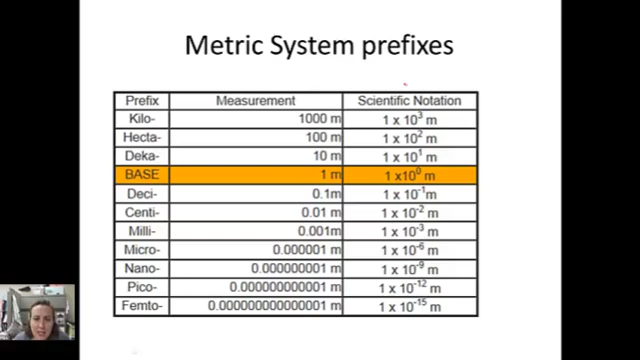 Metric System prefixes
Prefix Measurement Scientific Notation
Kilo- 1000 m 1 x 10³ m
Hecta- 100 m 1 x 10² m
Deka- 10 m 1 x 10¹ m
BASE 1 m 1 x10⁰ m
Deci- 0.1m 1 x 10⁻¹ m
Centi- 0.01 m 1 x 10⁻² m
Milli- 0.001m 1 x 10⁻³ m
Micro- 0.000001 m 1 x 10⁻⁶ m
Nano- 0.000000001 m 1 x 10⁻⁹ m
Pico- 0.000000000001 m 1 x 10⁻¹² m
Femto- 0.000000000000001 m 1 x 10⁻¹⁵ m